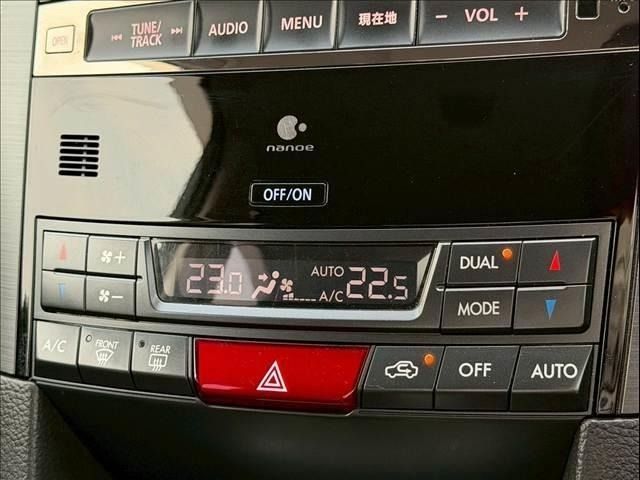 OPEN
TUNE/
TRACK
AUDIO
MENU
現在地
− VOL +
nanoe
OFF/ON
23.0
AUTO
A/C
22.5
DUAL
MODE
A/C
FRONT
REAR
OFF
AUTO